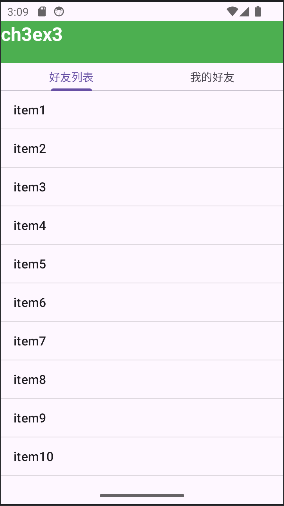 3:09
ch3ex3
好友列表
我的好友
item1
item2
item3
item4
item5
item6
item7
item8
item9
item10